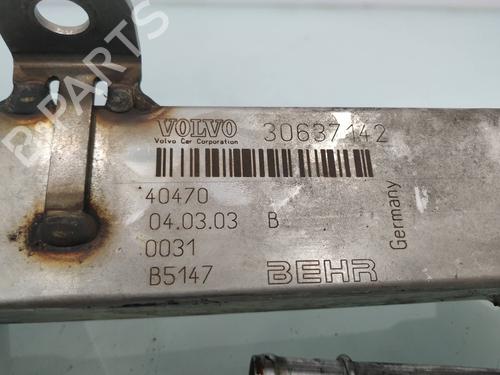 VOLVO 30637142
Volvo Car Corporation
*40470
04.03.03 B
0031
B5147 BEHR
Germany
B-PARTS